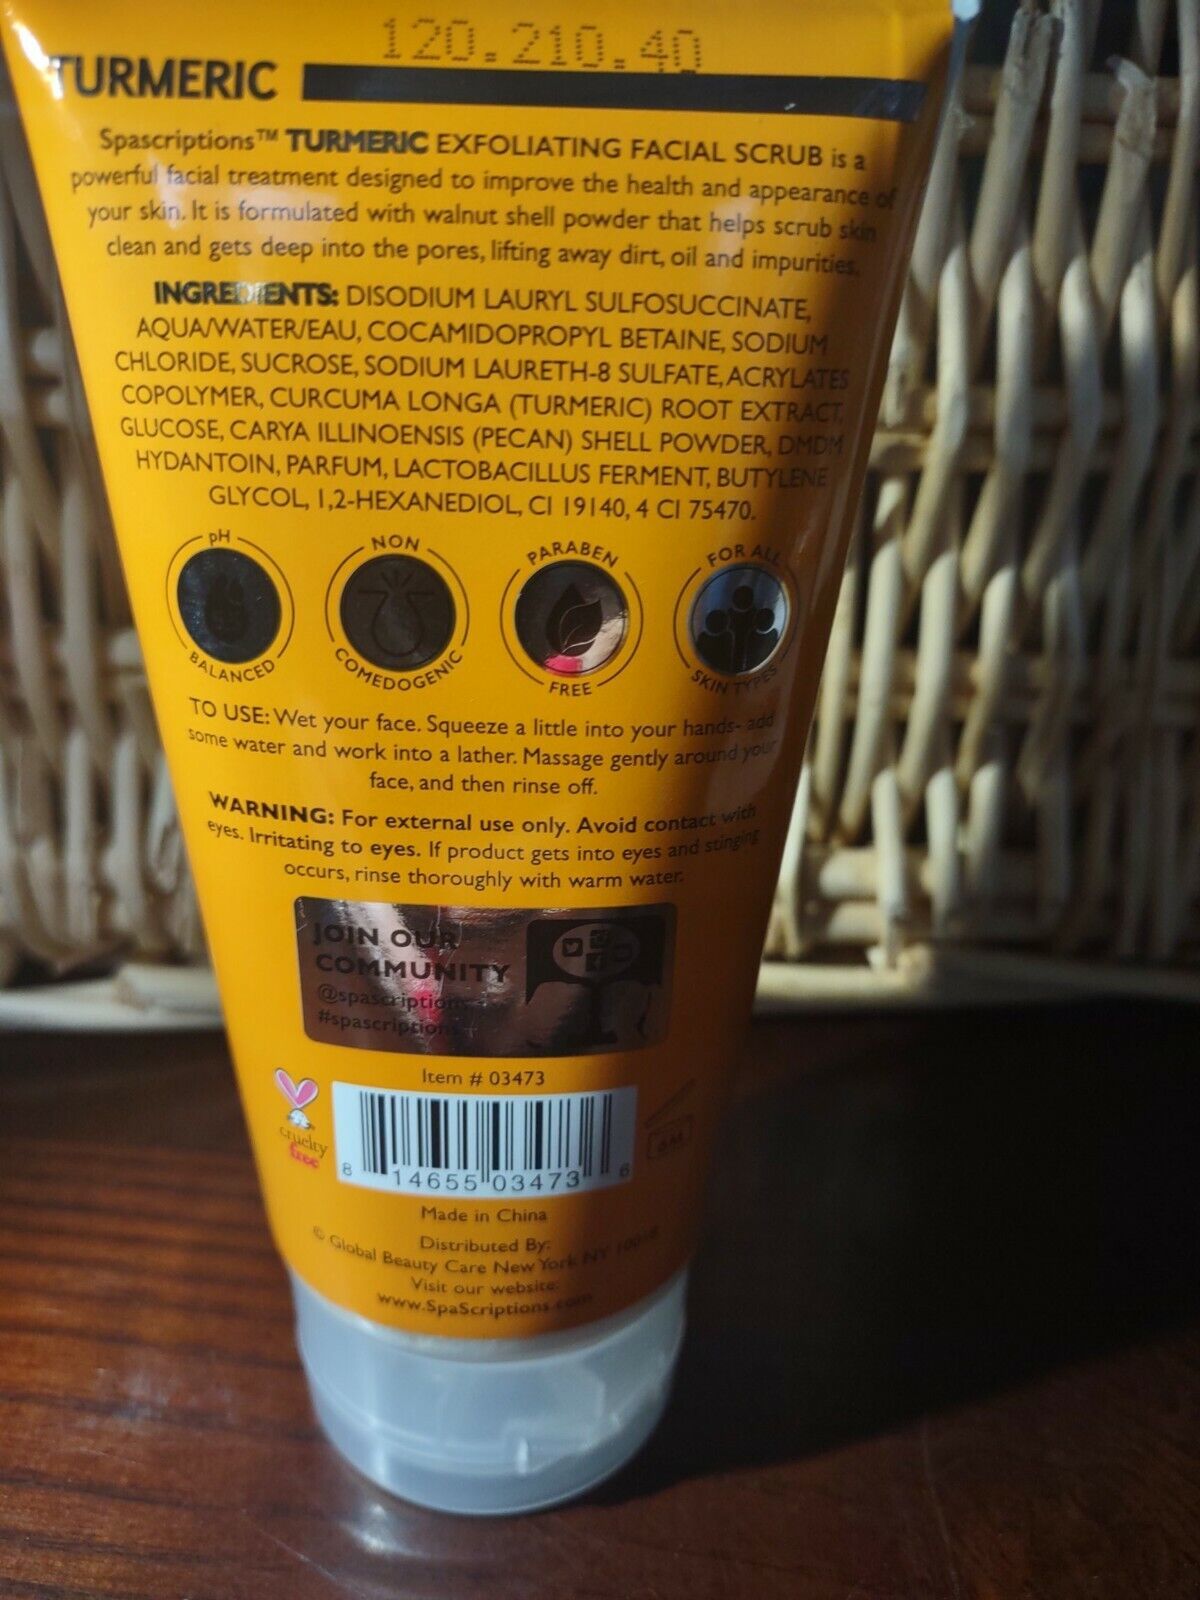 120.210.40
TURMERIC
Spascriptions™ TURMERIC EXFOLIATING FACIAL SCRUB is a
powerful facial treatment designed to improve the health and appearance of
your skin. It is formulated with walnut shell powder that helps scrub skin
clean and gets deep into the pores, lifting away dirt, oil and impurities.
INGREDIENTS: DISODIUM LAURYL SULFOSUCCINATE,
AQUA/WATER/EAU, COCAMIDOPROPYL BETAINE, SODIUM
CHLORIDE, SUCROSE, SODIUM LAURETH-8 SULFATE, ACRYLATES
COPOLYMER, CURCUMA LONGA (TURMERIC) ROOT EXTRACT,
GLUCOSE, CARYA ILLINOENSIS (PECAN) SHELL POWDER, DMDM
HYDANTOIN, PARFUM, LACTOBACILLUS FERMENT, BUTYLENE
GLYCOL, 1,2-HEXANEDIOL, CI 19140, 4 CI 75470.
pH BALANCED
NON COMEDOGENIC
PARABEN FREE
FOR ALL SKIN TYPES
TO USE: Wet your face. Squeeze a little into your hands- add
some water and work into a lather. Massage gently around your
face, and then rinse off.
WARNING: For external use only. Avoid contact with
eyes. Irritating to eyes. If product gets into eyes and stinging
occurs, rinse thoroughly with warm water.
JOIN OUR
COMMUNITY
@spascriptions
#spascriptions
Item # 03473
cruelty
free
8 14655 03473 6
6M
Made in China
Distributed By:
© Global Beauty Care New York NY 10018
Visit our website:
www.SpaScriptions.com